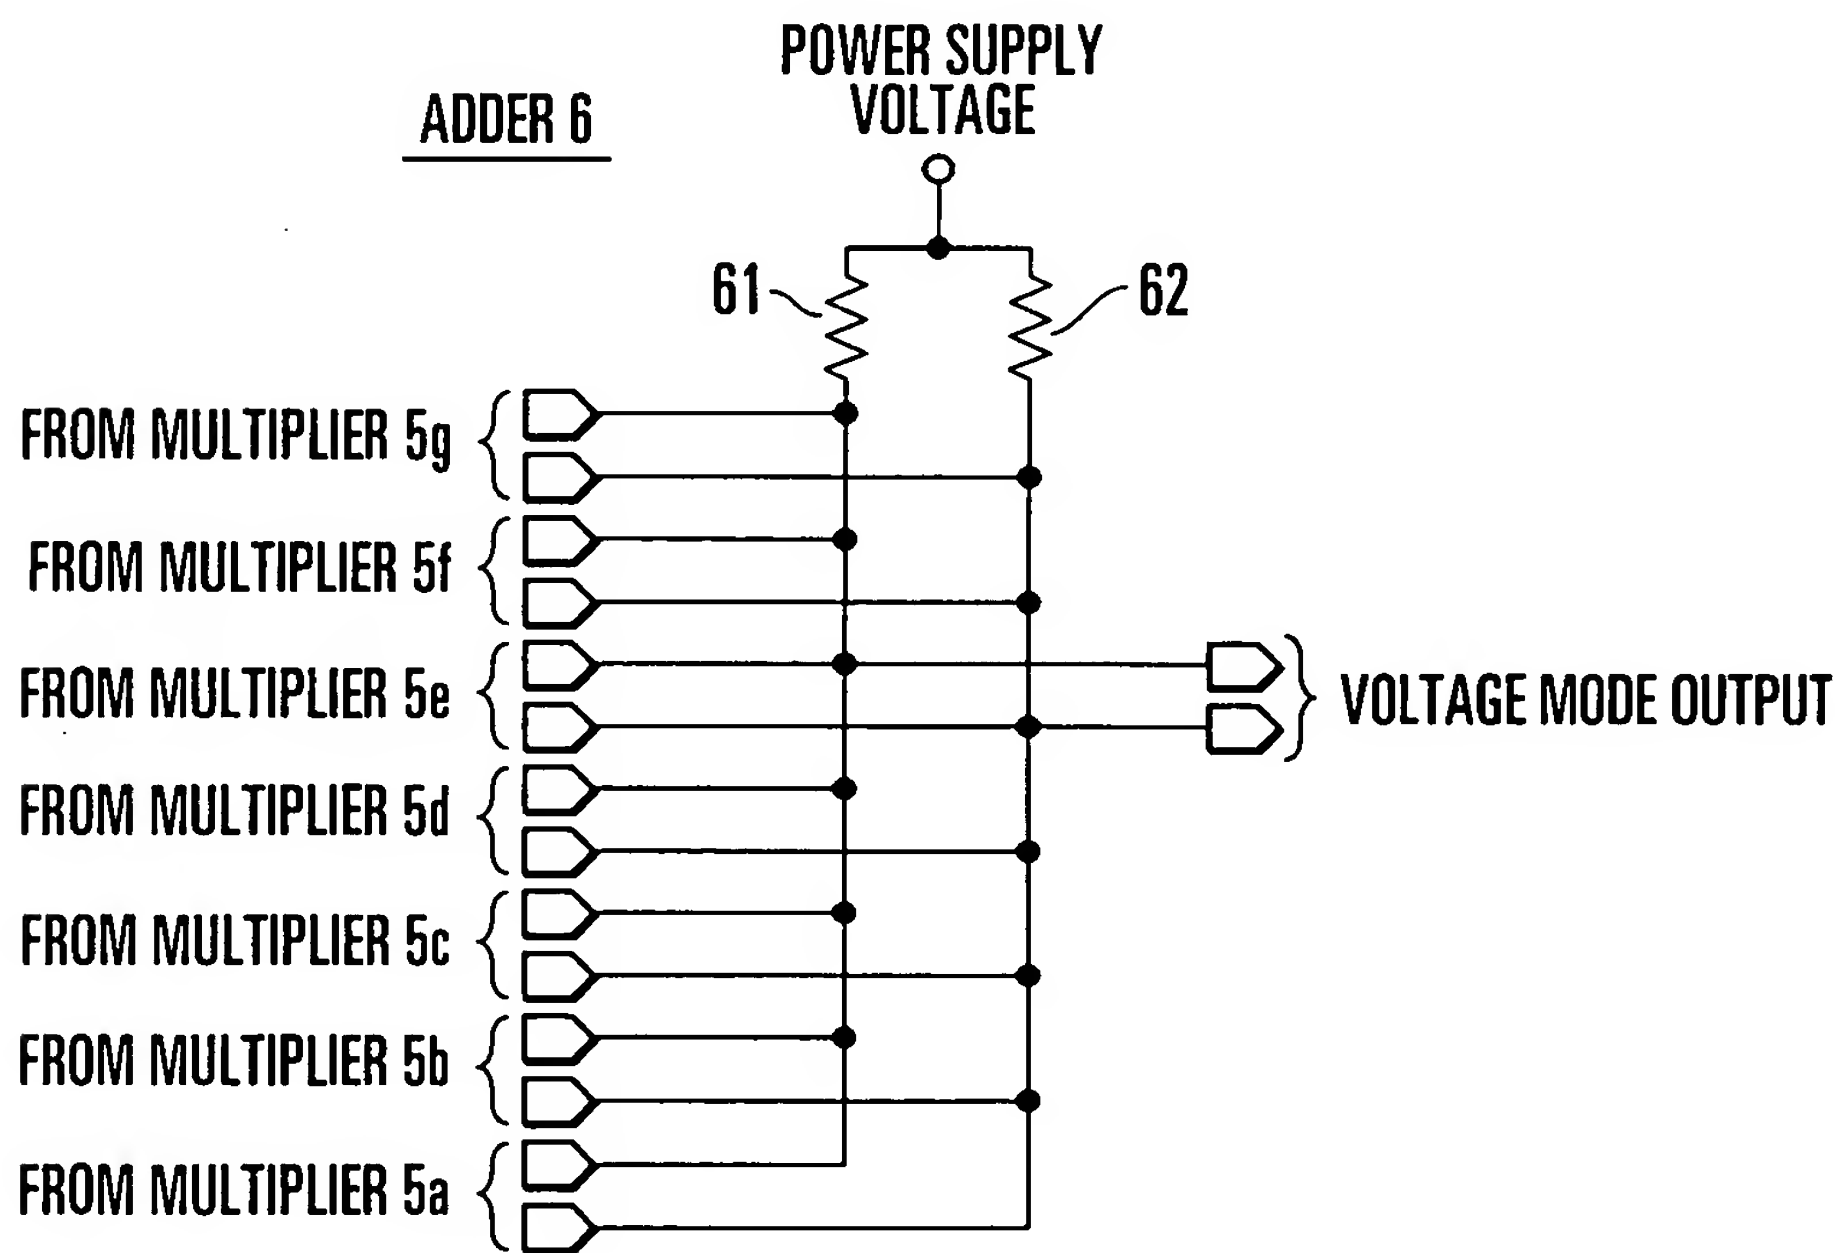 POWER SUPPLY
VOLTAGE
ADDER 6
61
62
FROM MULTIPLIER 5g
FROM MULTIPLIER 5f
FROM MULTIPLIER 5e
VOLTAGE MODE OUTPUT
FROM MULTIPLIER 5d
FROM MULTIPLIER 5c
FROM MULTIPLIER 5b
FROM MULTIPLIER 5a